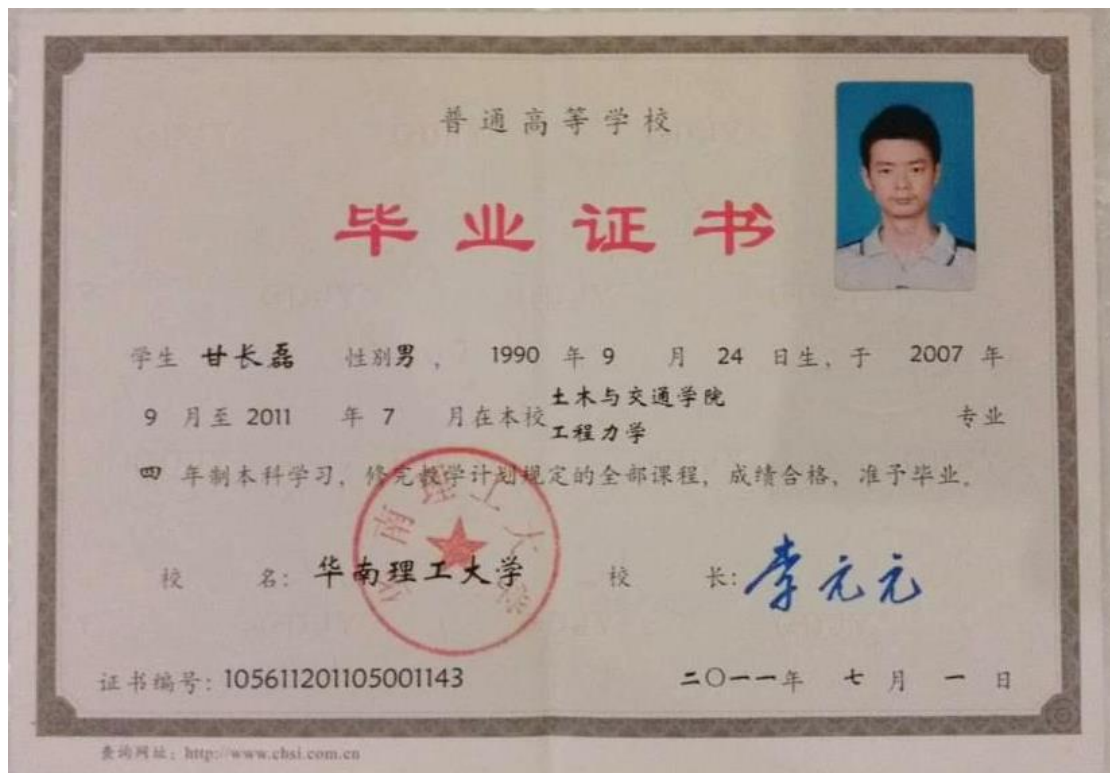 普通高等学校
毕业证书
学生 甘长磊 性别男， 1990 年 9 月 24 日生，于 2007 年
9 月至 2011 年 7 月在本校 土木与交通学院 工程力学 专业
四 年制本科学习，修完教学计划规定的全部课程，成绩合格，准予毕业。
华南理工大学
校 名：华南理工大学 校 长：李元元
证书编号：105611201105001143 二〇一一年 七 月 一 日
查询网址：http://www.chsi.com.cn